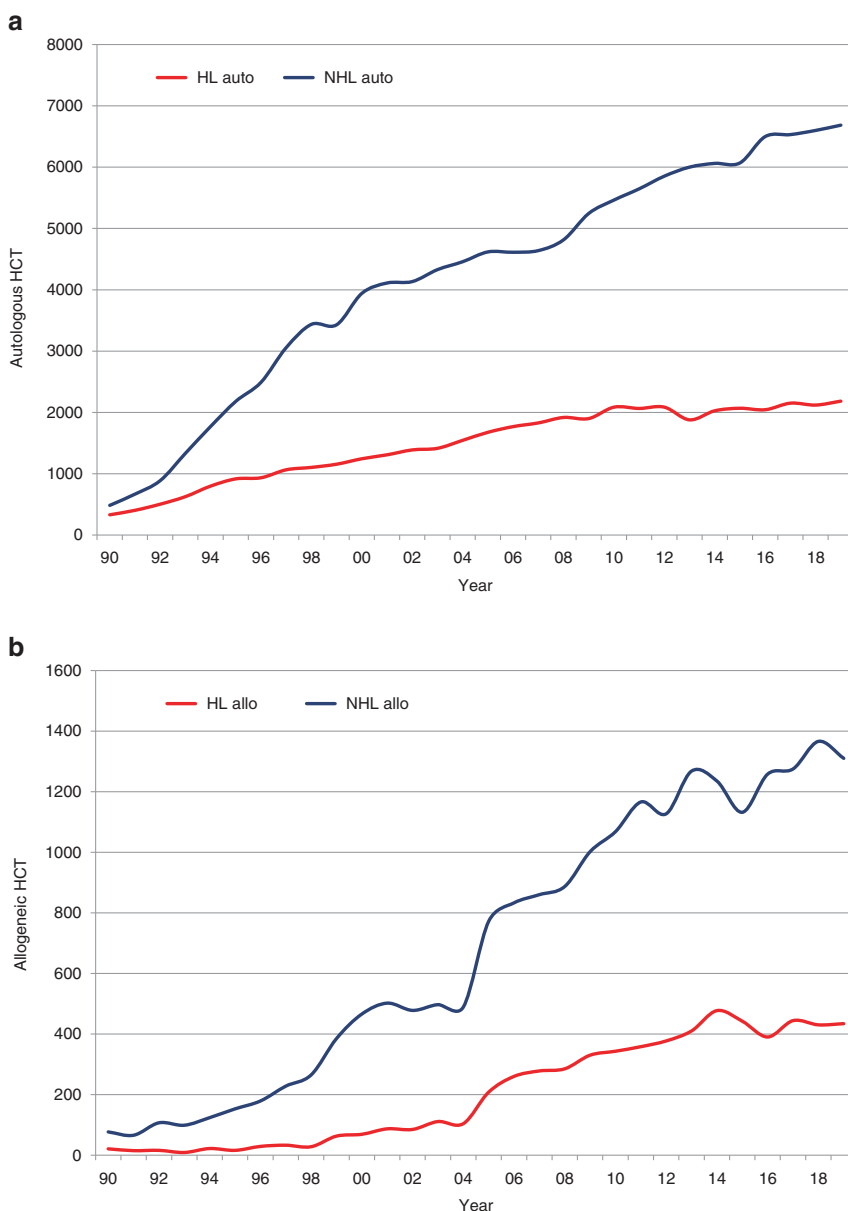 a
8000
HL auto NHL auto
7000
6000
5000
4000
3000
2000
1000
0
Autologous HCT
90 92 94 96 98 00 02 04 06 08 10 12 14 16 18
Year
b
1600
HL allo NHL allo
1400
1200
1000
800
600
400
200
0
Allogeneic HCT
90 92 94 96 98 00 02 04 06 08 10 12 14 16 18
Year